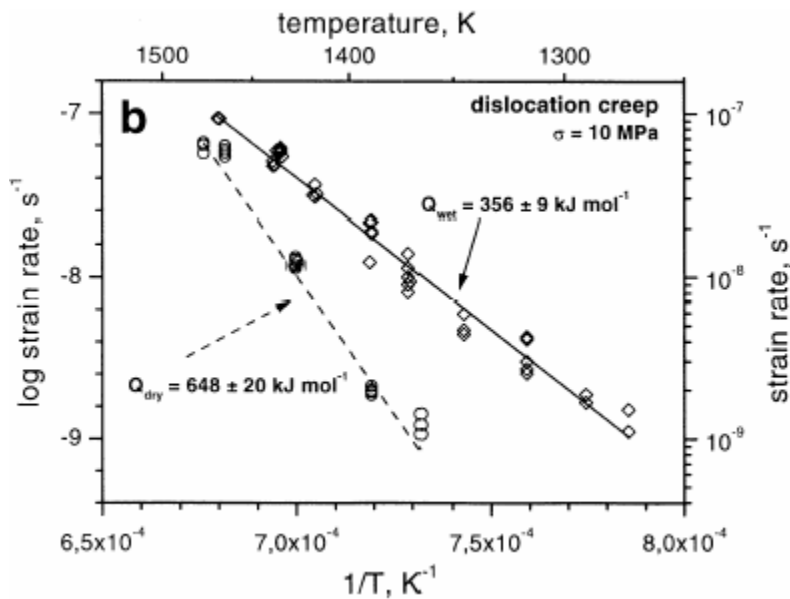 temperature, K
1500 1400 1300
b
dislocation creep
σ = 10 MPa
-7
10⁻⁷
log strain rate, s⁻¹
Q_wet = 356 ± 9 kJ mol⁻¹
-8
10⁻⁸
strain rate, s⁻¹
Q_dry = 648 ± 20 kJ mol⁻¹
-9
10⁻⁹
6,5x10⁻⁴ 7,0x10⁻⁴ 7,5x10⁻⁴ 8,0x10⁻⁴
1/T, K⁻¹